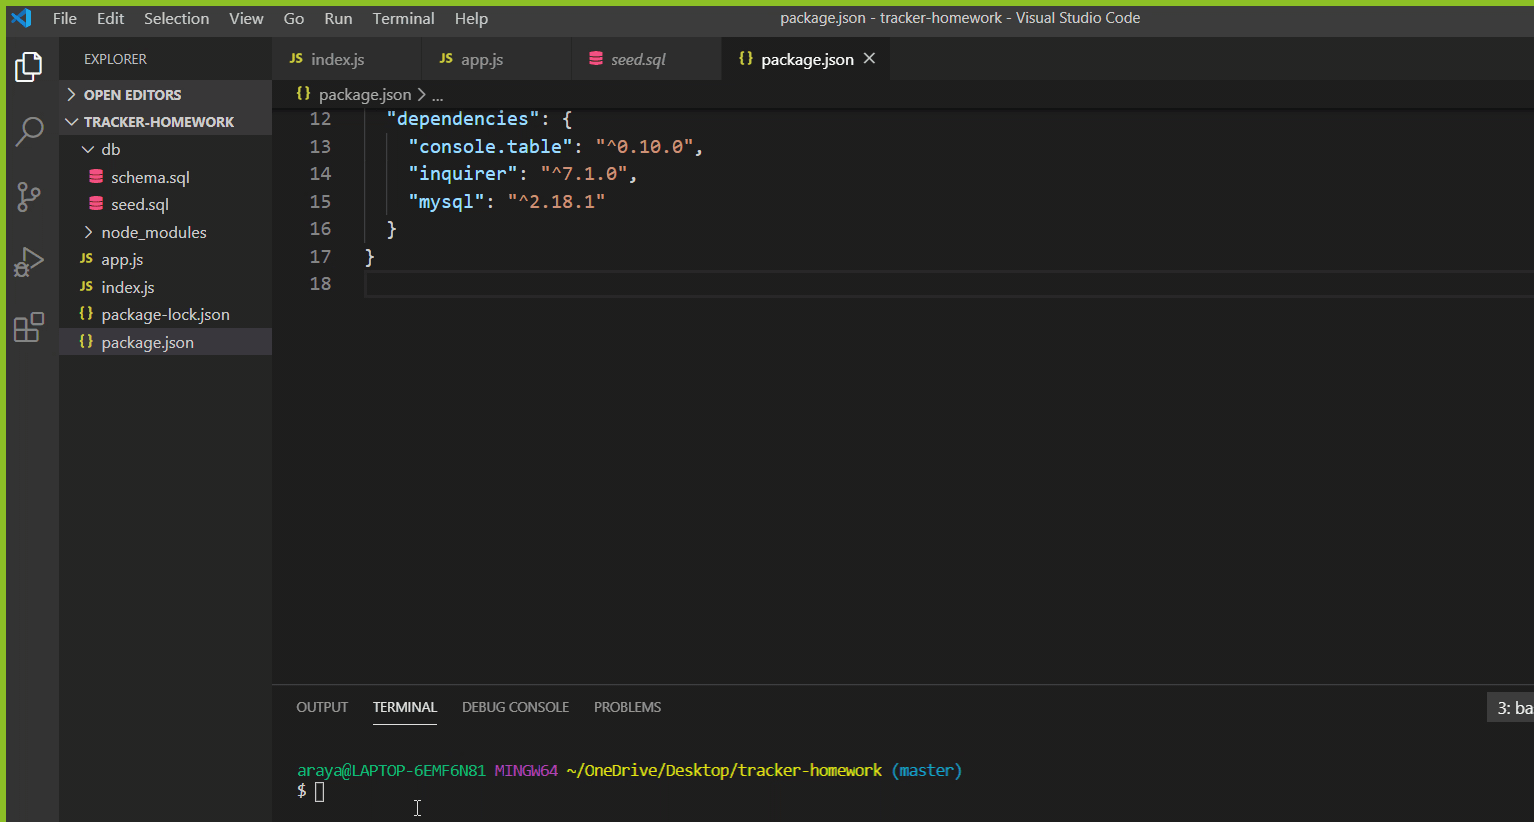 File Edit Selection View Go Run Terminal Help
package.json - tracker-homework - Visual Studio Code
EXPLORER
OPEN EDITORS
TRACKER-HOMEWORK
db
schema.sql
seed.sql
node_modules
JS app.js
JS index.js
{} package-lock.json
{} package.json
JS index.js
JS app.js
seed.sql
{} package.json
{} package.json > ...
12 "dependencies": {
13 "console.table": "^0.10.0",
14 "inquirer": "^7.1.0",
15 "mysql": "^2.18.1"
16 }
17 }
18
OUTPUT TERMINAL DEBUG CONSOLE PROBLEMS
3: ba
araya@LAPTOP-6EMF6N81 MINGW64 ~/OneDrive/Desktop/tracker-homework (master)
$